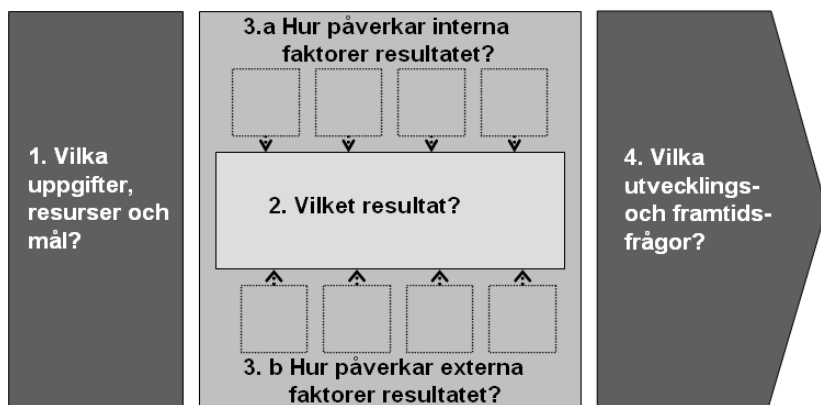 1. Vilka
uppgifter,
resurser och
mål?
3.a Hur påverkar interna
faktorer resultatet?
2. Vilket resultat?
3. b Hur påverkar externa
faktorer resultatet?
4. Vilka
utvecklings-
och framtids-
frågor?